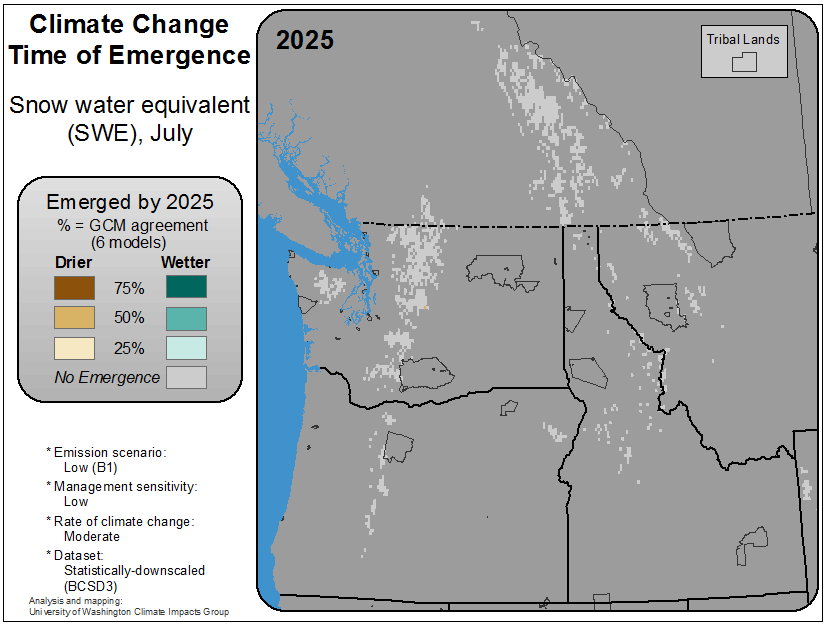 Climate Change
Time of Emergence
Snow water equivalent
(SWE), July
Emerged by 2025
% = GCM agreement
(6 models)
Drier Wetter
75%
50%
25%
No Emergence
* Emission scenario:
Low (B1)
* Management sensitivity:
Low
* Rate of climate change:
Moderate
* Dataset:
Statistically-downscaled
(BCSD3)
Analysis and mapping:
University of Washington Climate Impacts Group
2025
Tribal Lands